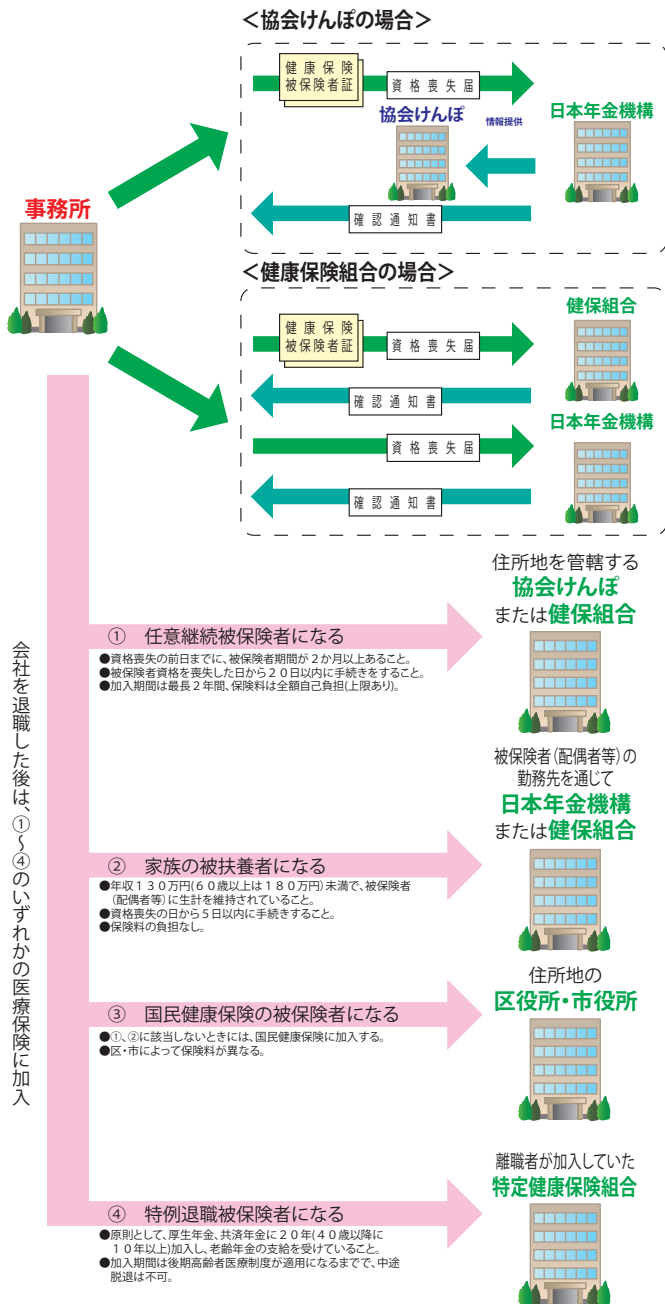 ＜協会けんぽの場合＞
健康保険
被保険者証
資格喪失届
協会けんぽ
情報提供
日本年金機構
確認通知書
事務所
＜健康保険組合の場合＞
健保組合
健康保険
被保険者証
資格喪失届
確認通知書
日本年金機構
資格喪失届
確認通知書
会社を退職した後は、①～④のいずれかの医療保険に加入
住所地を管轄する
協会けんぽ
または健保組合
① 任意継続被保険者になる
●資格喪失の前日までに、被保険者期間が２か月以上あること。
●被保険者資格を喪失した日から２０日以内に手続きをすること。
●加入期間は最長２年間、保険料は全額自己負担(上限あり)。
被保険者(配偶者等)の
勤務先を通じて
日本年金機構
または健保組合
② 家族の被扶養者になる
●年収１３０万円(６０歳以上は１８０万円)未満で、被保険者
(配偶者等)に生計を維持されていること。
●資格喪失の日から５日以内に手続きすること。
●保険料の負担なし。
住所地の
区役所・市役所
③ 国民健康保険の被保険者になる
●①、②に該当しないときには、国民健康保険に加入する。
●区・市によって保険料が異なる。
離職者が加入していた
特定健康保険組合
④ 特例退職被保険者になる
●原則として、厚生年金、共済年金に２０年(４０歳以降に
１０年以上)加入し、老齢年金の支給を受けていること。
●加入期間は後期高齢者医療制度が適用になるまでで、中途
脱退は不可。